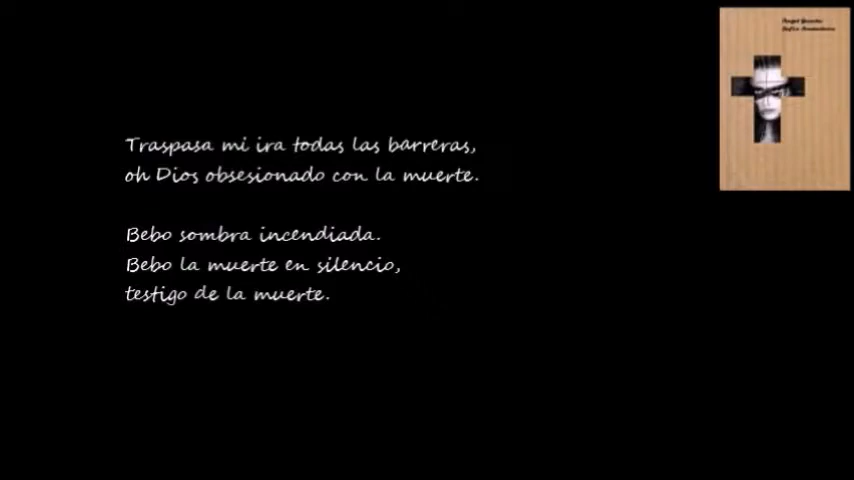 Traspasa mi ira todas las barreras,
oh Dios obsesionado con la muerte.
Bebo sombra incendiada.
Bebo la muerte en silencio,
testigo de la muerte.